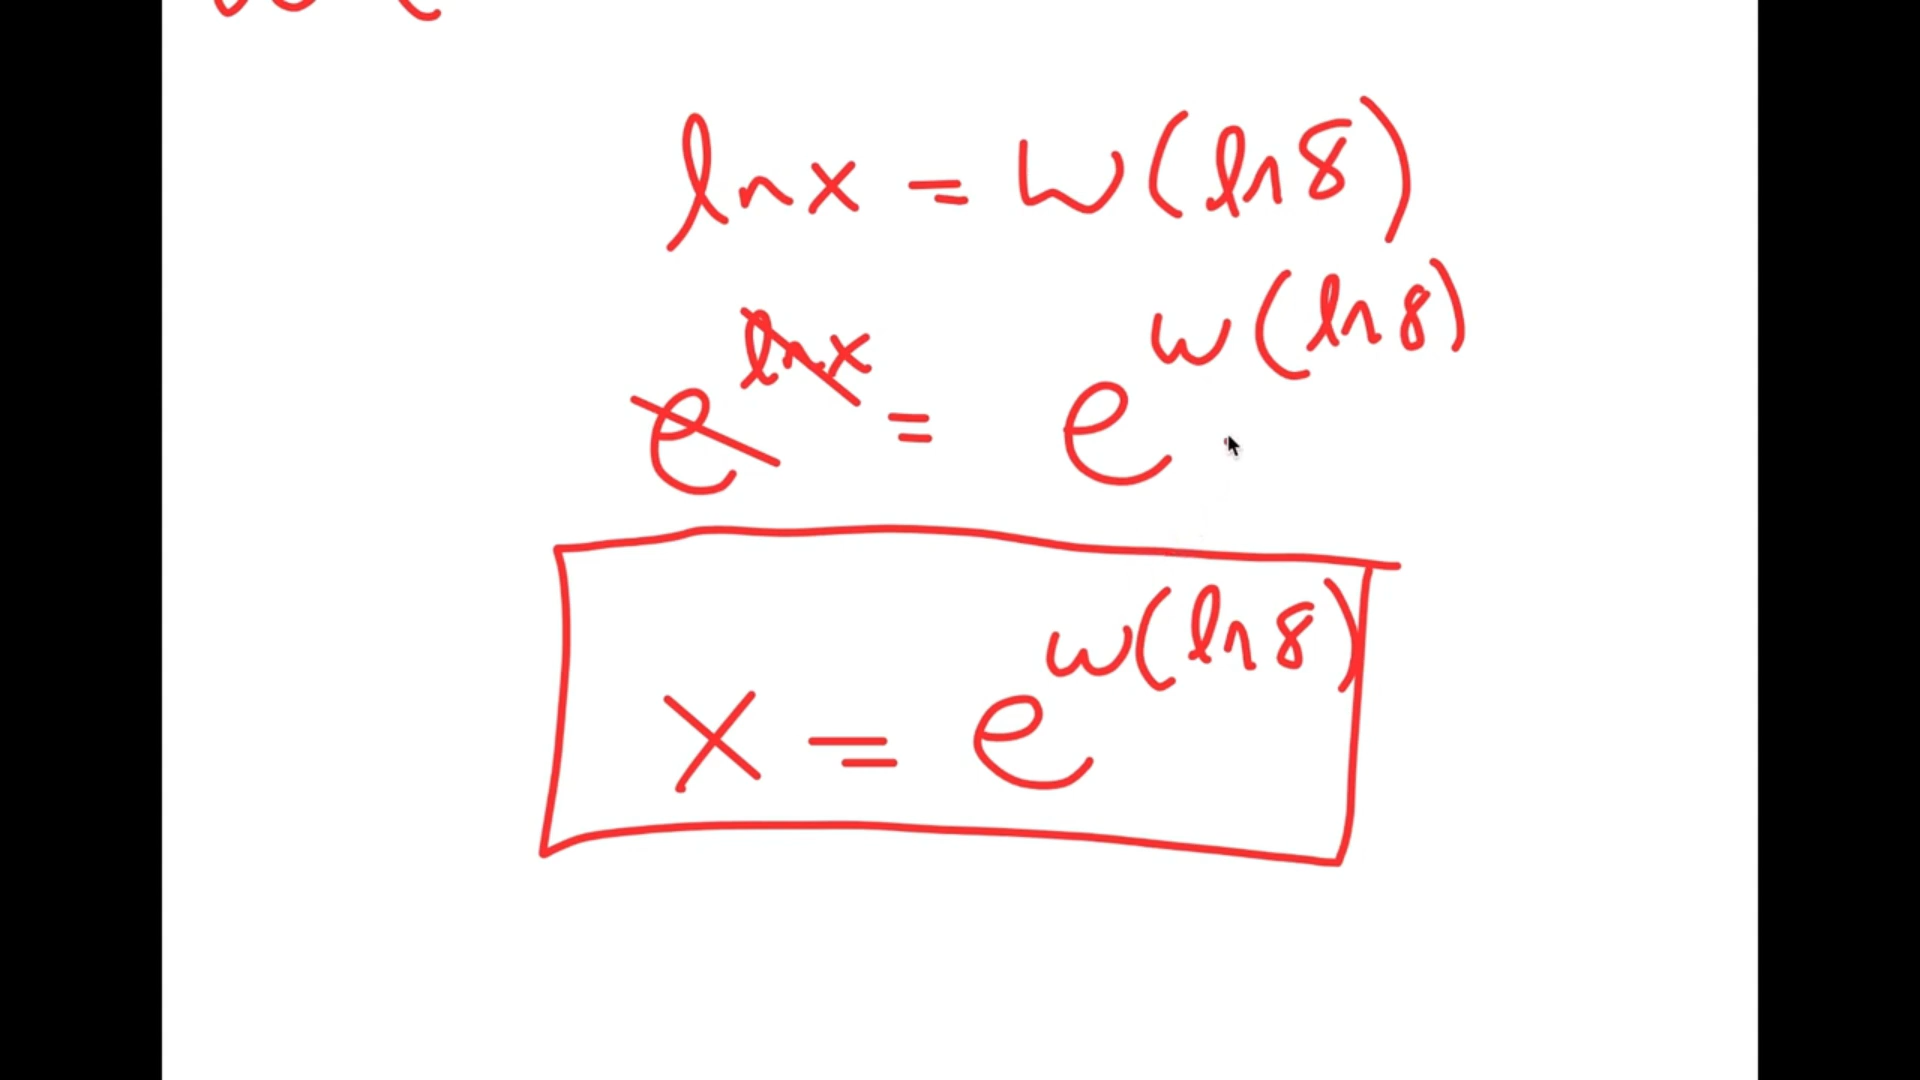 ln x = W(ln 8)
e^{ln x} = e^{W(ln 8)}
x = e^{W(ln 8)}